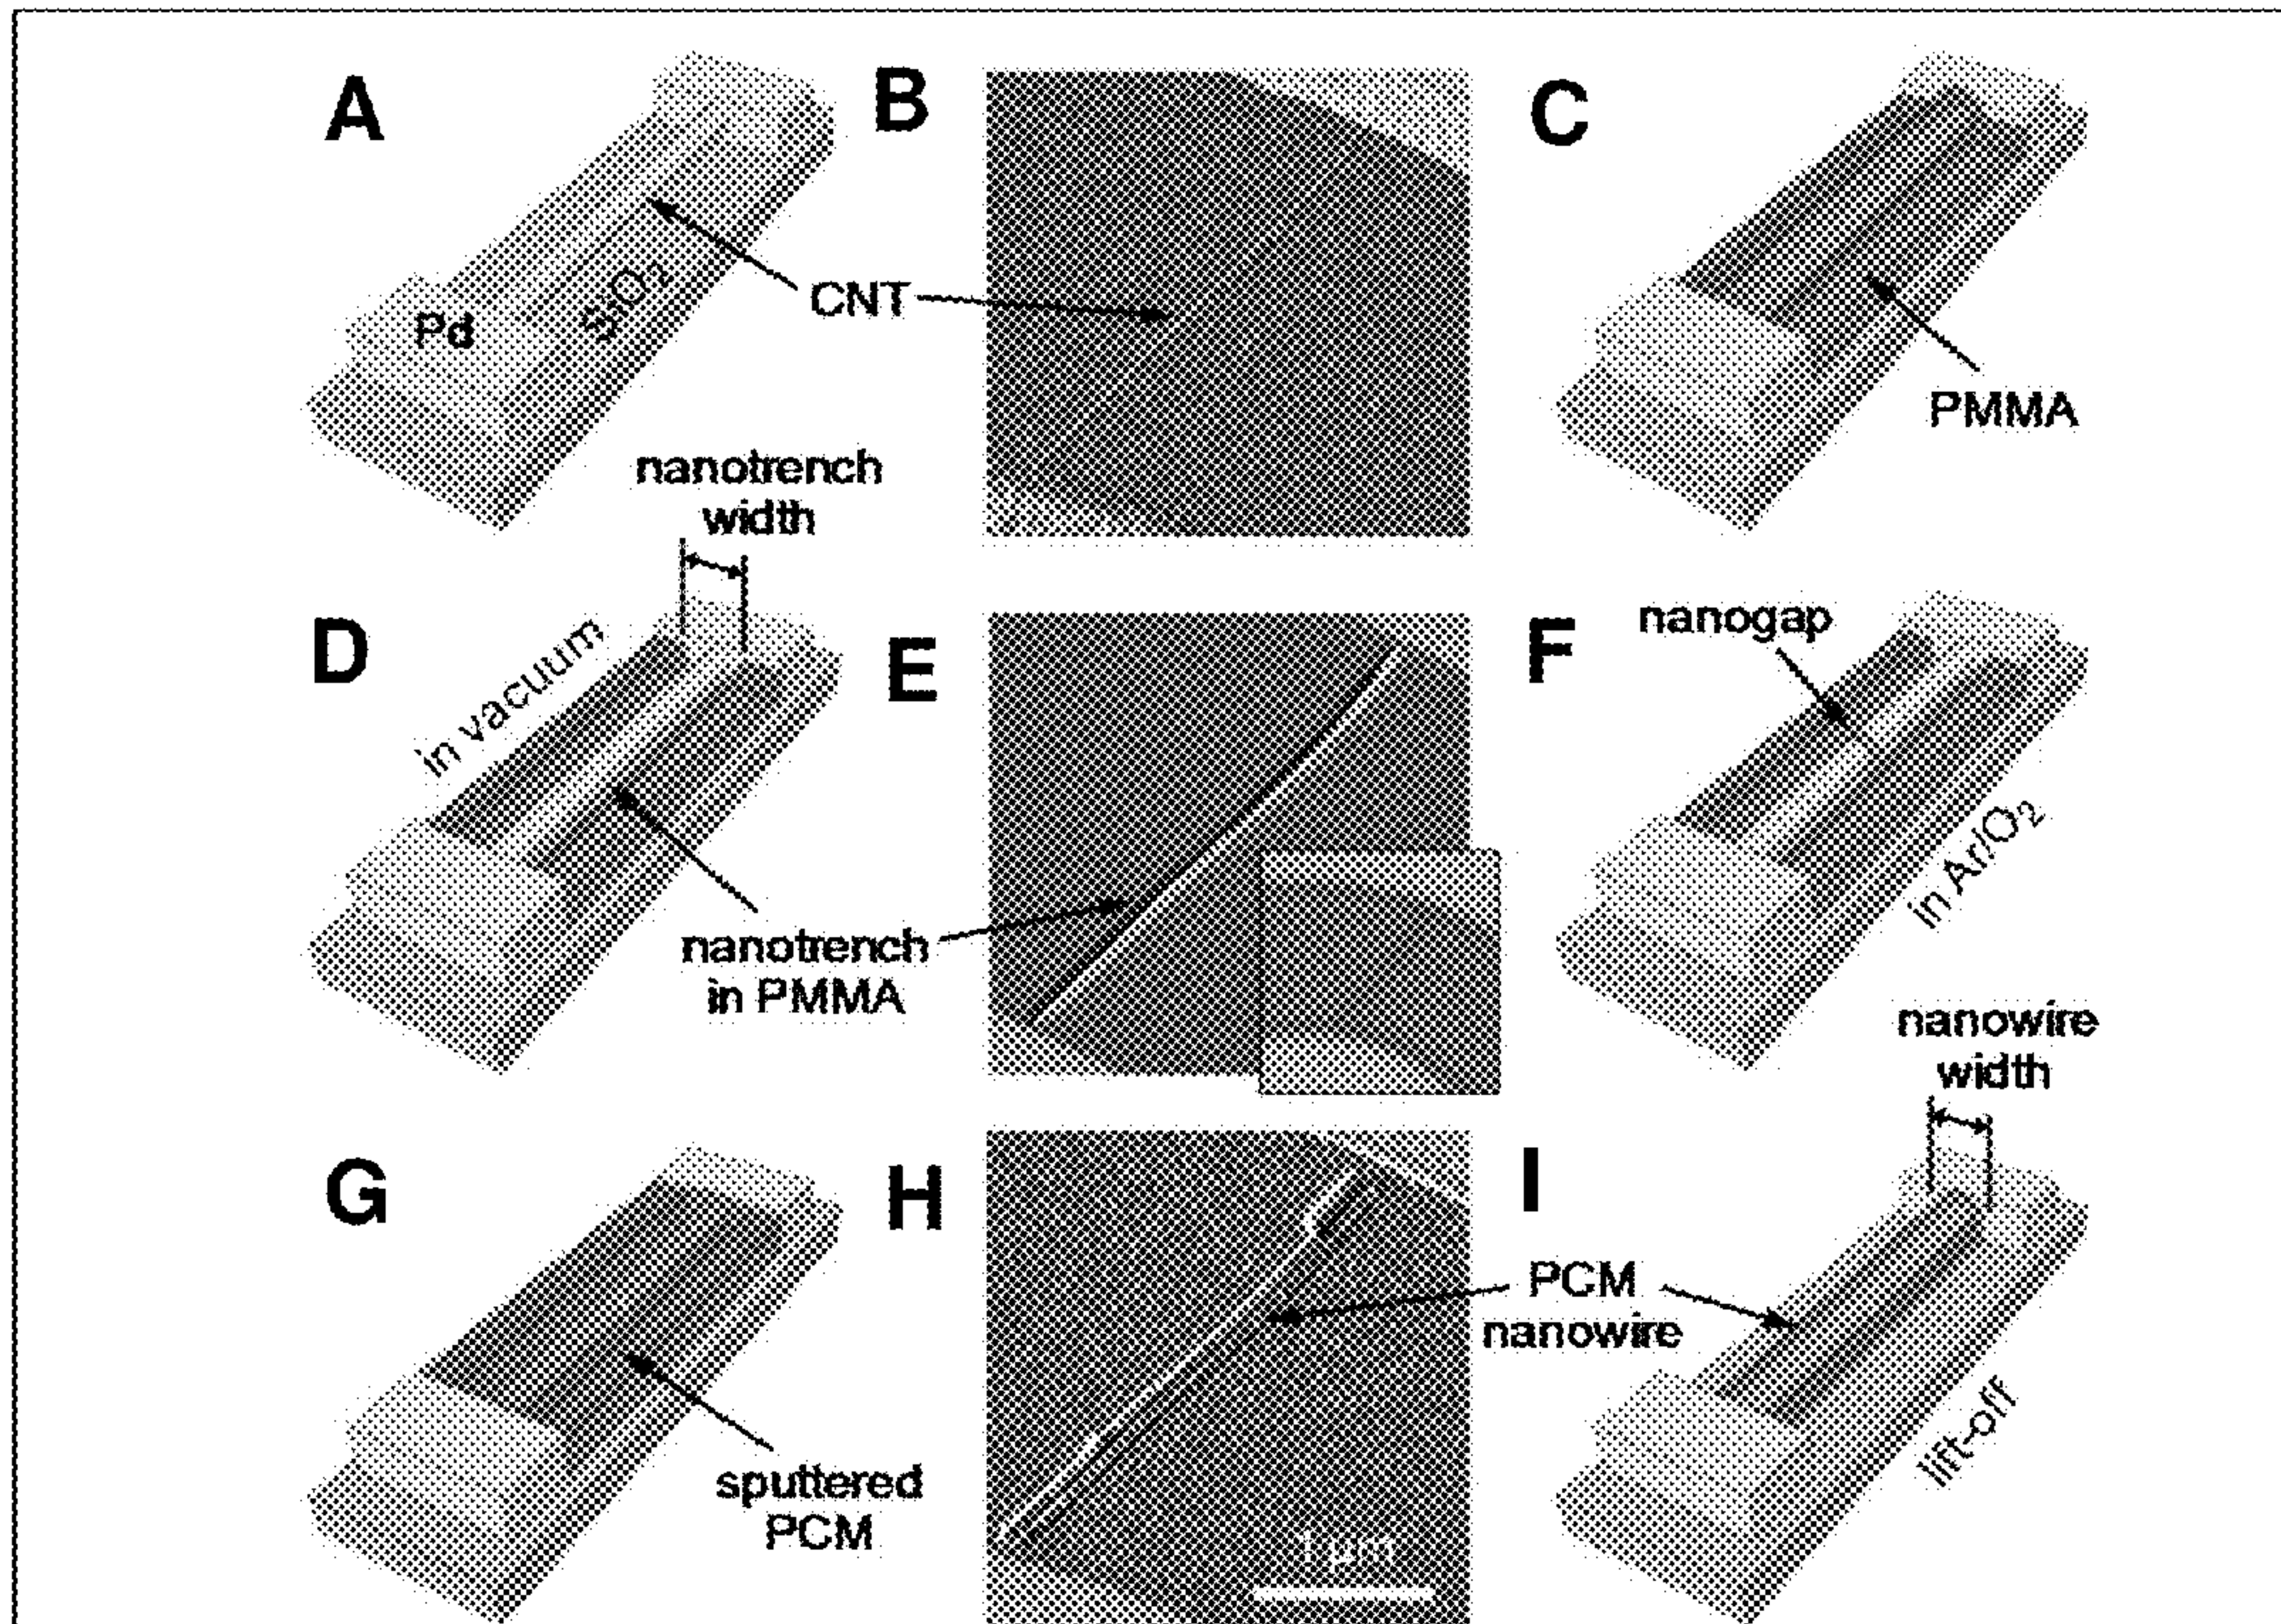 A
B
C
Pd
SiO2
CNT
PMMA
nanotrench
width
D
in vacuum
E
F
nanogap
in Ar/O2
nanotrench
in PMMA
nanowire
width
G
H
I
PCM
nanowire
sputtered
PCM
1 µm
lift-off